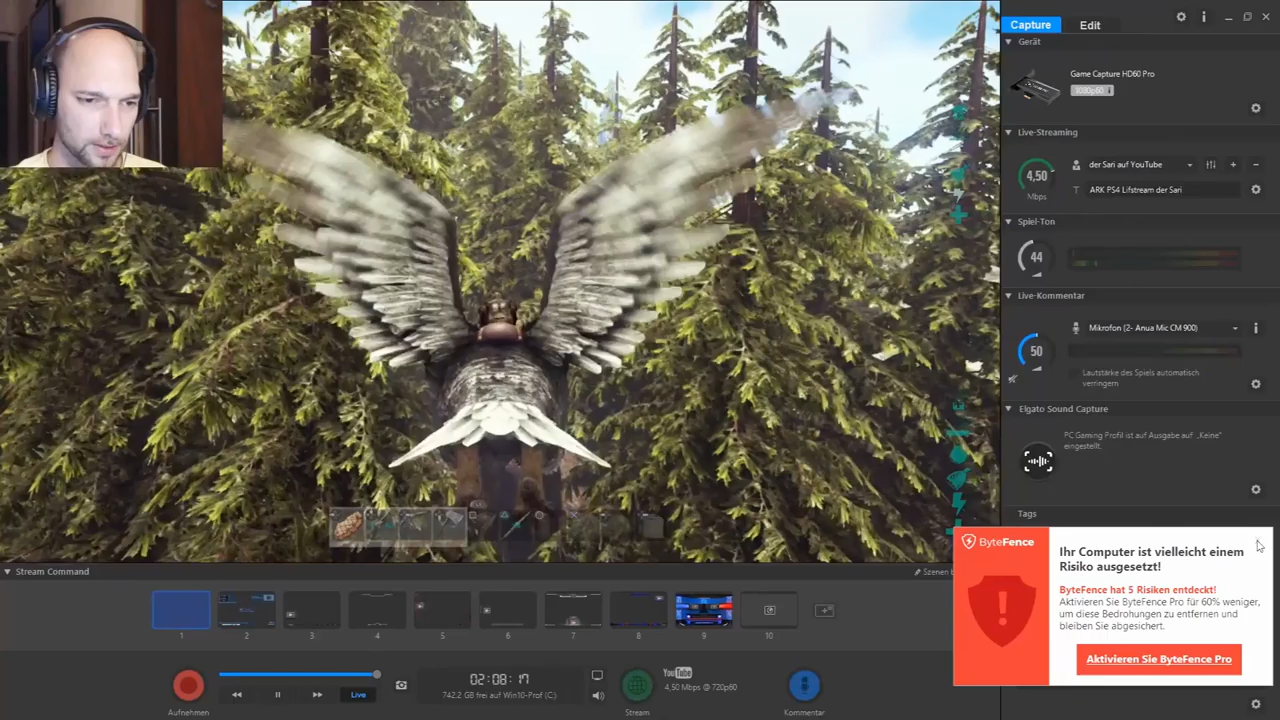 Capture
Edit
Gerät
Game Capture HD60 Pro
1080p60
Live-Streaming
4,50
Mbps
der Sari auf YouTube
ARK PS4 Lifstream der Sari
Spiel-Ton
44
Live-Kommentar
50
Mikrofon (2- Anua Mic CM 900)
Lautstärke des Spiels automatisch
verringern
Elgato Sound Capture
PC Gaming Profil ist auf Ausgabe auf „Keine"
eingestellt.
Tags
ByteFence
Ihr Computer ist vielleicht einem
Risiko ausgesetzt!
ByteFence hat 5 Risiken entdeckt!
Aktivieren Sie ByteFence Pro für 60% weniger,
um diese Bedrohungen zu entfernen und
bleiben Sie abgesichert.
Aktivieren Sie ByteFence Pro
Stream Command
Szenen
1
2
3
4
5
6
7
8
9
10
Aufnehmen
Live
02:08:17
742.2 GB frei auf Win10-Prof (C:)
Stream
YouTube
4,50 Mbps @ 720p60
Kommentar